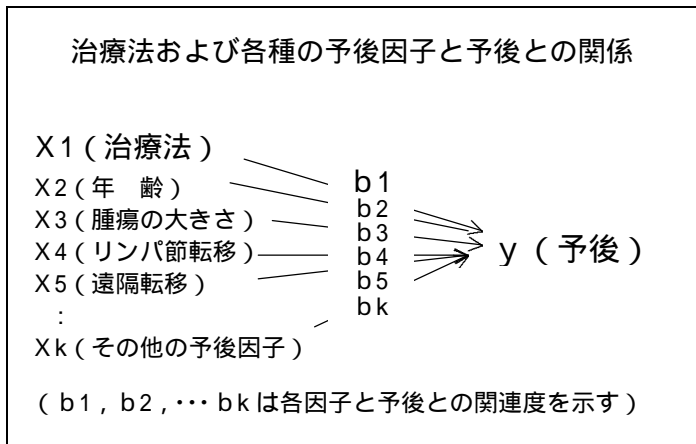 治療法および各種の予後因子と予後との関係
X1(治療法)
X2(年 齢)
X3(腫瘍の大きさ)
X4(リンパ節転移)
X5(遠隔転移)
:
Xk(その他の予後因子)
b1
b2
b3
b4
b5
bk
y(予後)
(b1,b2,・・・bkは各因子と予後との関連度を示す)